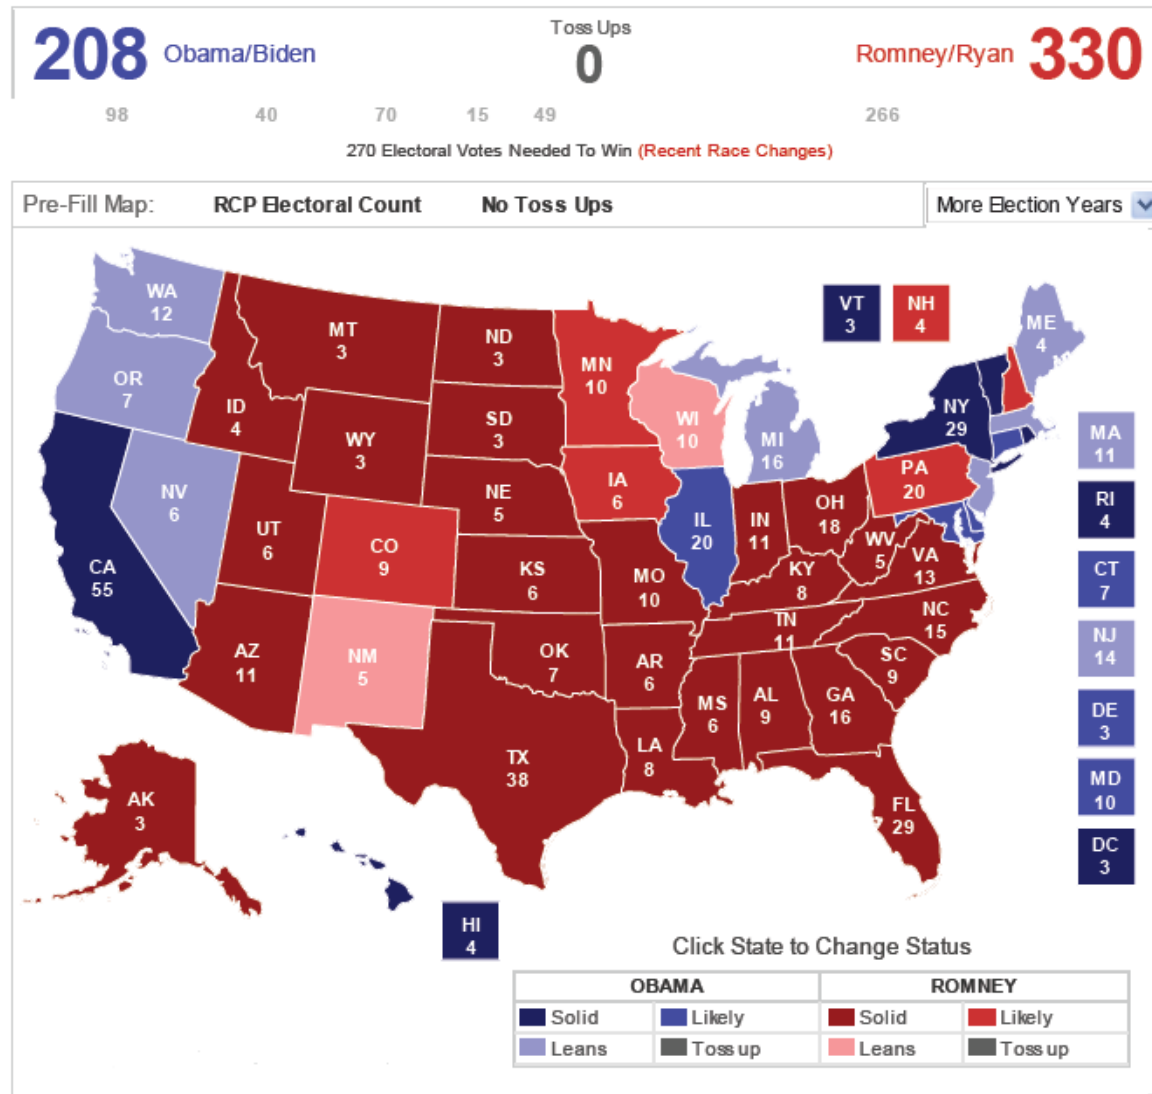 208 Obama/Biden Toss Ups Romney/Ryan 330
0
98 40 70 15 49 266
270 Electoral Votes Needed To Win (Recent Race Changes)
Pre-Fill Map: RCP Electoral Count No Toss Ups More Election Years
WA
12
OR
7
CA
55
NV
6
ID
4
MT
3
WY
3
UT
6
AZ
11
CO
9
NM
5
ND
3
SD
3
NE
5
KS
6
OK
7
TX
38
MN
10
IA
6
MO
10
AR
6
LA
8
WI
10
IL
20
MI
16
IN
11
OH
18
KY
8
TN
11
MS
6
AL
9
GA
16
FL
29
SC
9
NC
15
VA
13
WV
5
PA
20
NY
29
VT
3
NH
4
ME
4
MA
11
RI
4
CT
7
NJ
14
DE
3
MD
10
DC
3
AK
3
HI
4
Click State to Change Status
OBAMA ROMNEY
Solid Likely Solid Likely
Leans Toss up Leans Toss up